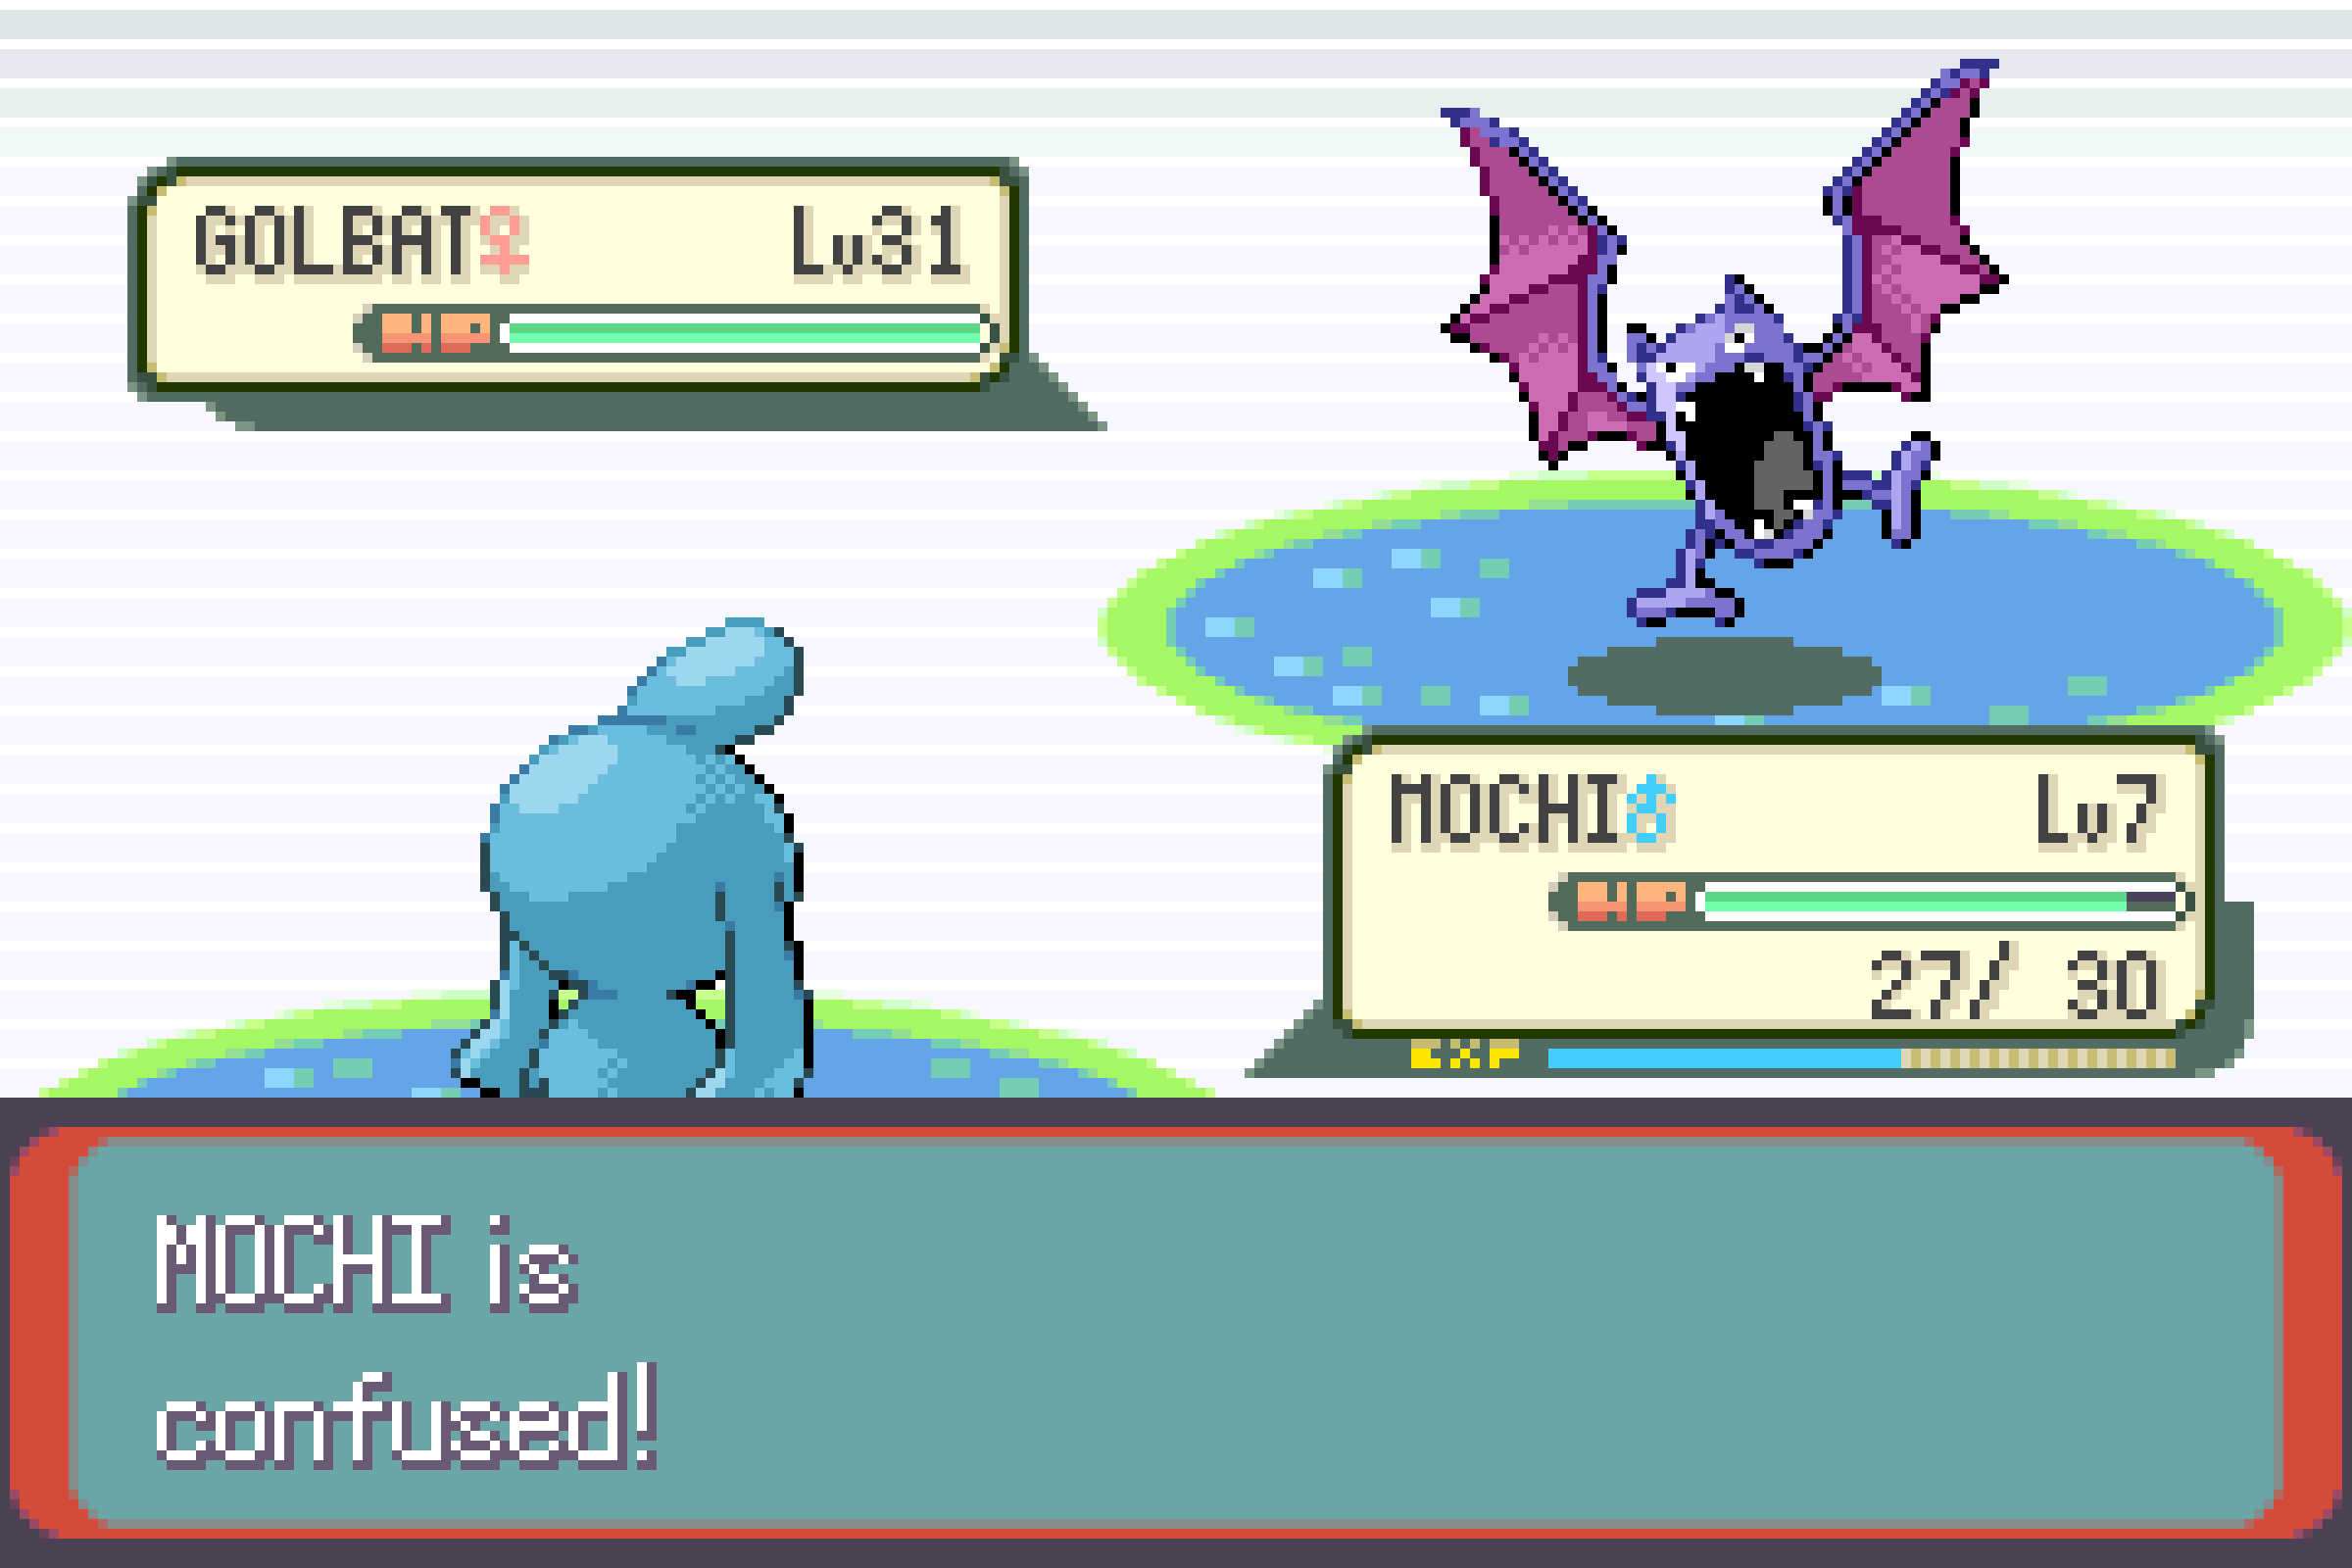 GOLBAT♀ Lv31
HP
MOCHI♂ Lv7
HP
27/ 30
EXP
MOCHI is
confused!